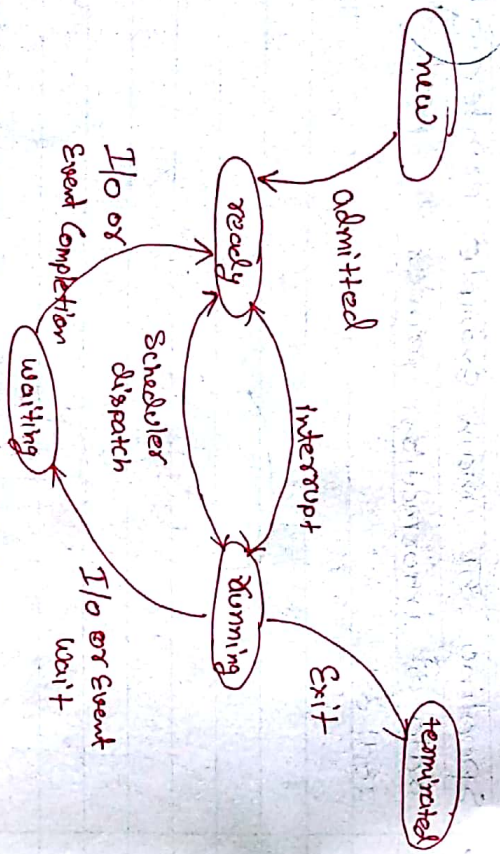 new
terminated
admitted
interrupt
Exit
ready
running
Scheduler
dispatch
I/o or
Event Completion
I/o or Event
wait
waiting